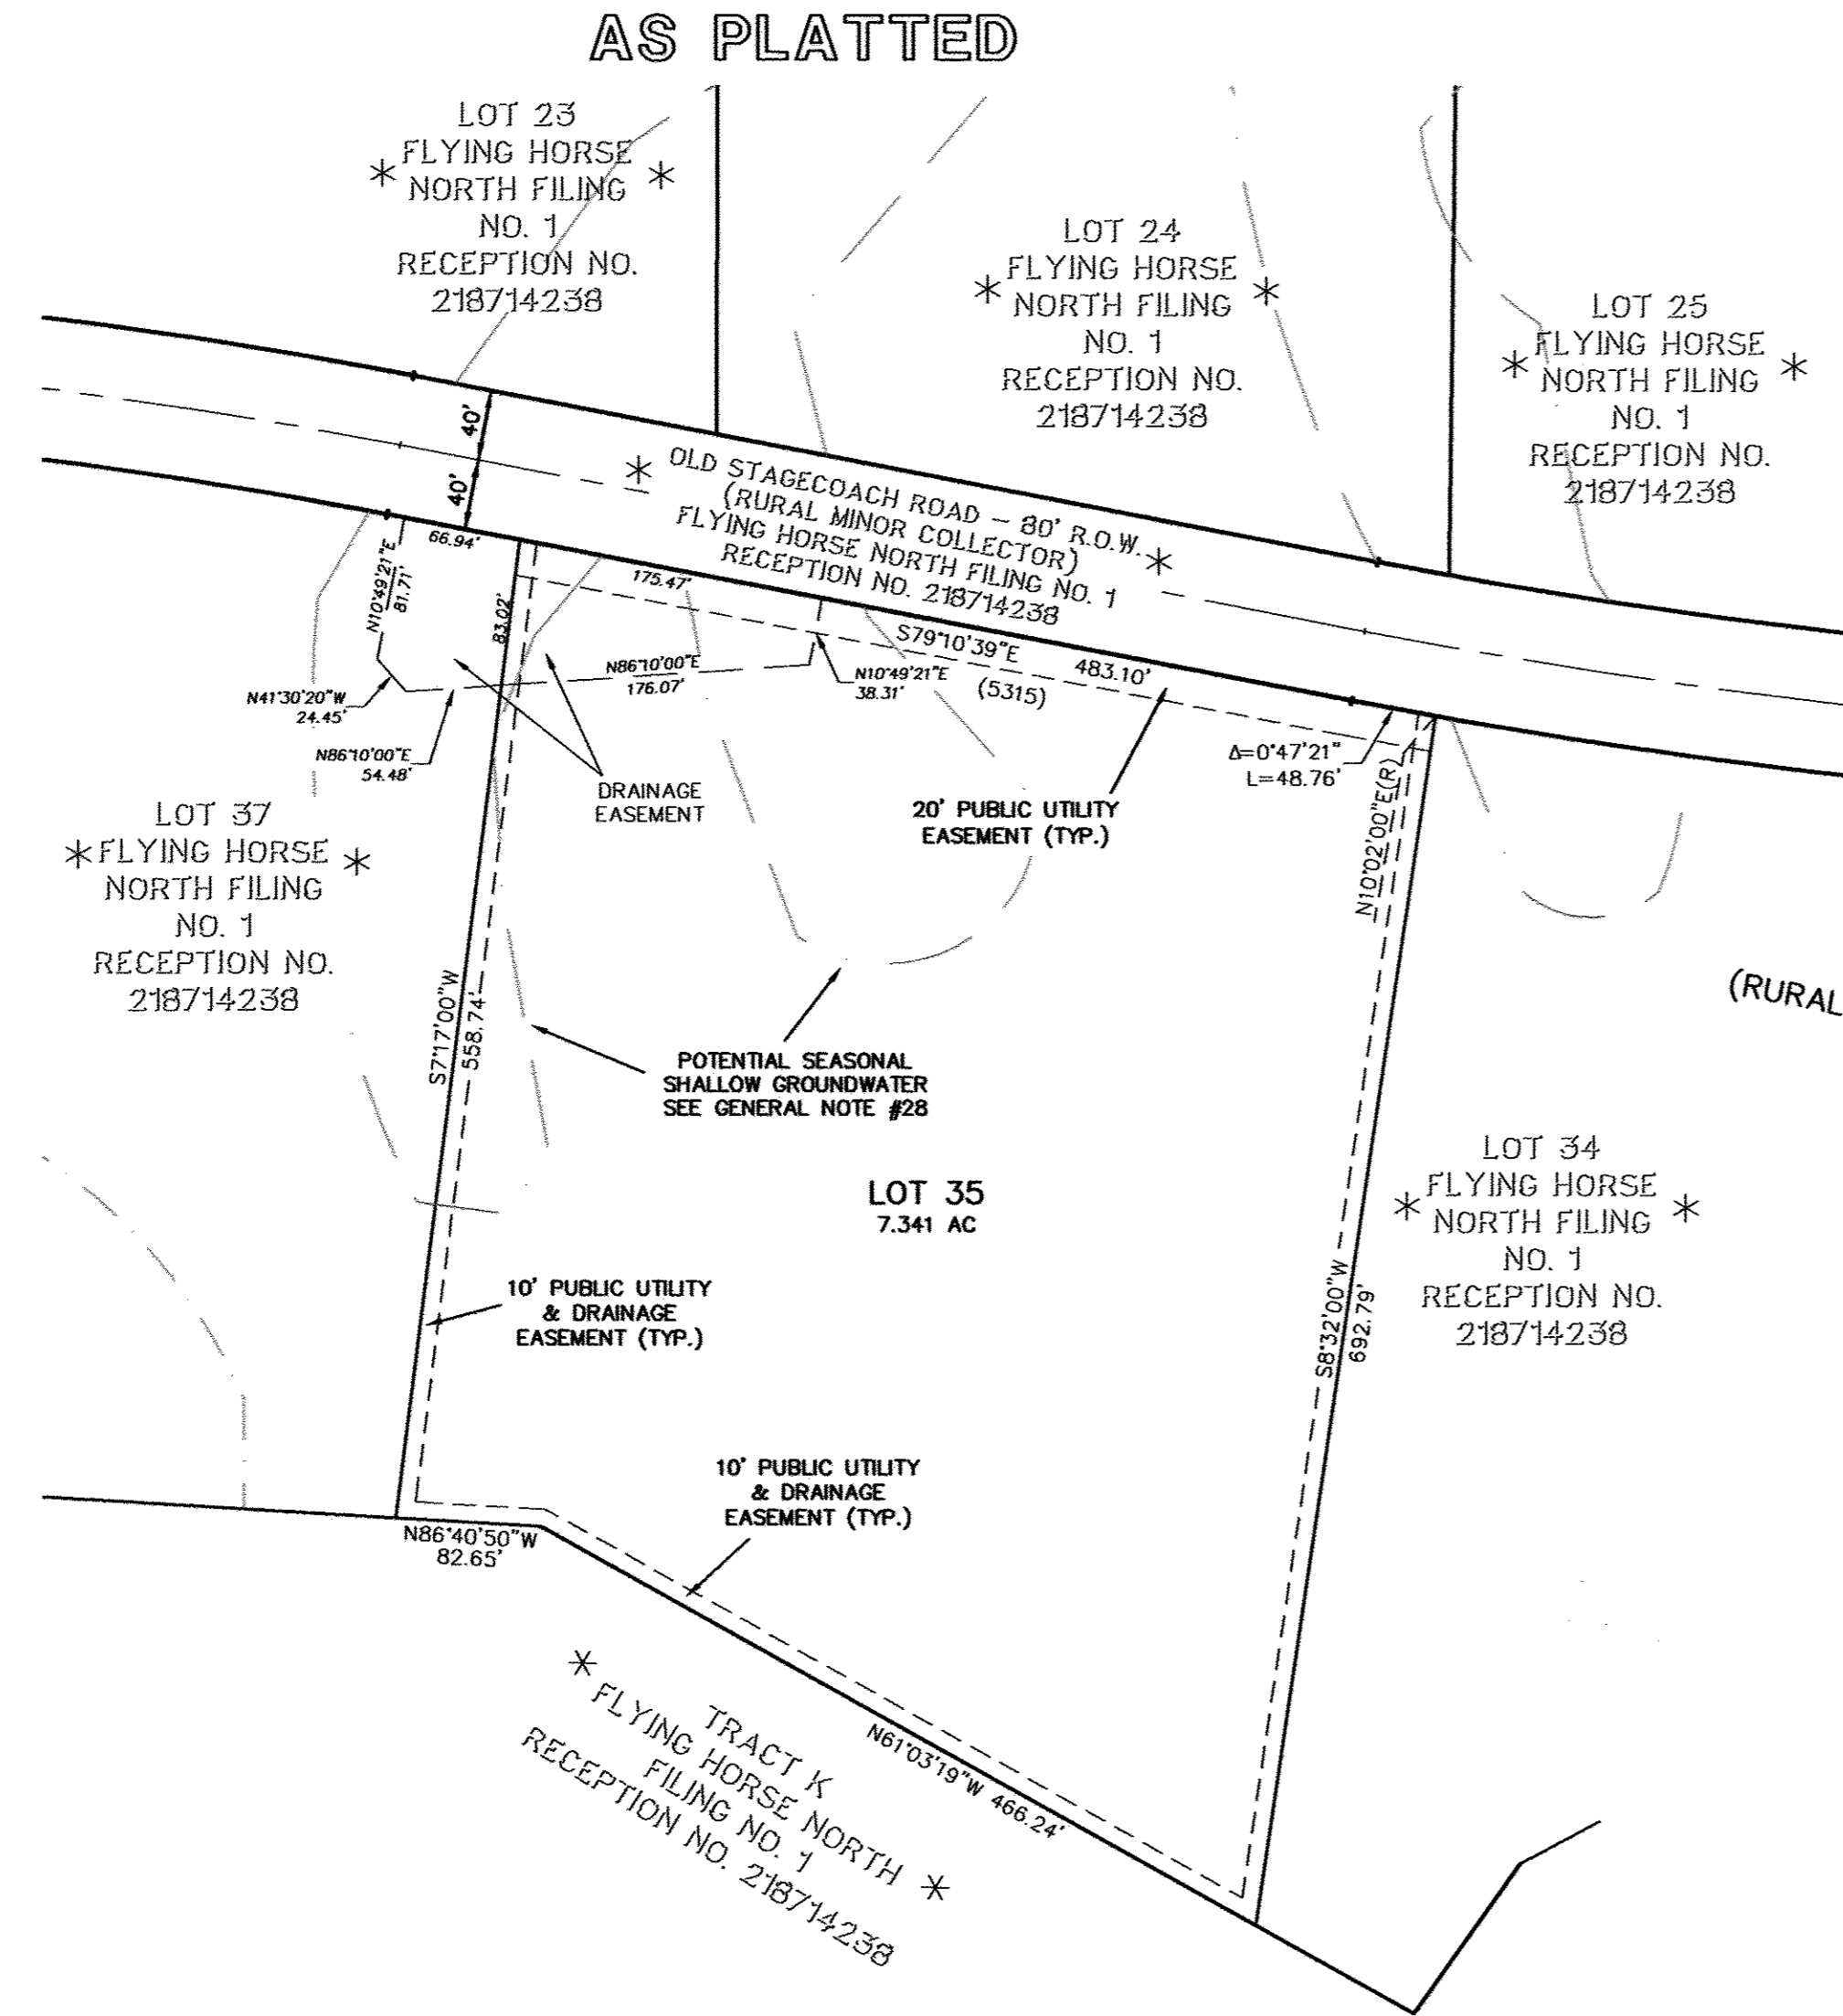 AS PLATTED
LOT 23
* FLYING HORSE *
NORTH FILING
NO. 1
RECEPTION NO.
218714238
LOT 24
* FLYING HORSE *
NORTH FILING
NO. 1
RECEPTION NO.
218714238
LOT 25
* FLYING HORSE *
NORTH FILING
NO. 1
RECEPTION NO.
218714238
40'
40'
* OLD STAGECOACH ROAD - 80' R.O.W. *
(RURAL MINOR COLLECTOR)
FLYING HORSE NORTH FILING NO. 1
RECEPTION NO. 218714238
66.94'
175.47'
N10°49'21"E
81.71'
83.02'
N86°10'00"E
176.07'
N10°49'21"E
38.31'
S79°10'39"E 483.10'
(5315)
N41°30'20"W
24.45'
N86°10'00"E
54.48'
DRAINAGE
EASEMENT
20' PUBLIC UTILITY
EASEMENT (TYP.)
Δ=0°47'21"
L=48.76'
N10°02'00"E(R)
LOT 37
* FLYING HORSE *
NORTH FILING
NO. 1
RECEPTION NO.
218714238
(RURAL
S7°17'00"W
558.74'
POTENTIAL SEASONAL
SHALLOW GROUNDWATER
SEE GENERAL NOTE #28
LOT 35
7.341 AC
LOT 34
* FLYING HORSE *
NORTH FILING
NO. 1
RECEPTION NO.
218714238
10' PUBLIC UTILITY
& DRAINAGE
EASEMENT (TYP.)
S8°32'00"W
692.79'
10' PUBLIC UTILITY
& DRAINAGE
EASEMENT (TYP.)
N86°40'50"W
82.65'
N61°03'19"W 466.24'
TRACT K
* FLYING HORSE NORTH *
FILING NO. 1
RECEPTION NO. 218714238